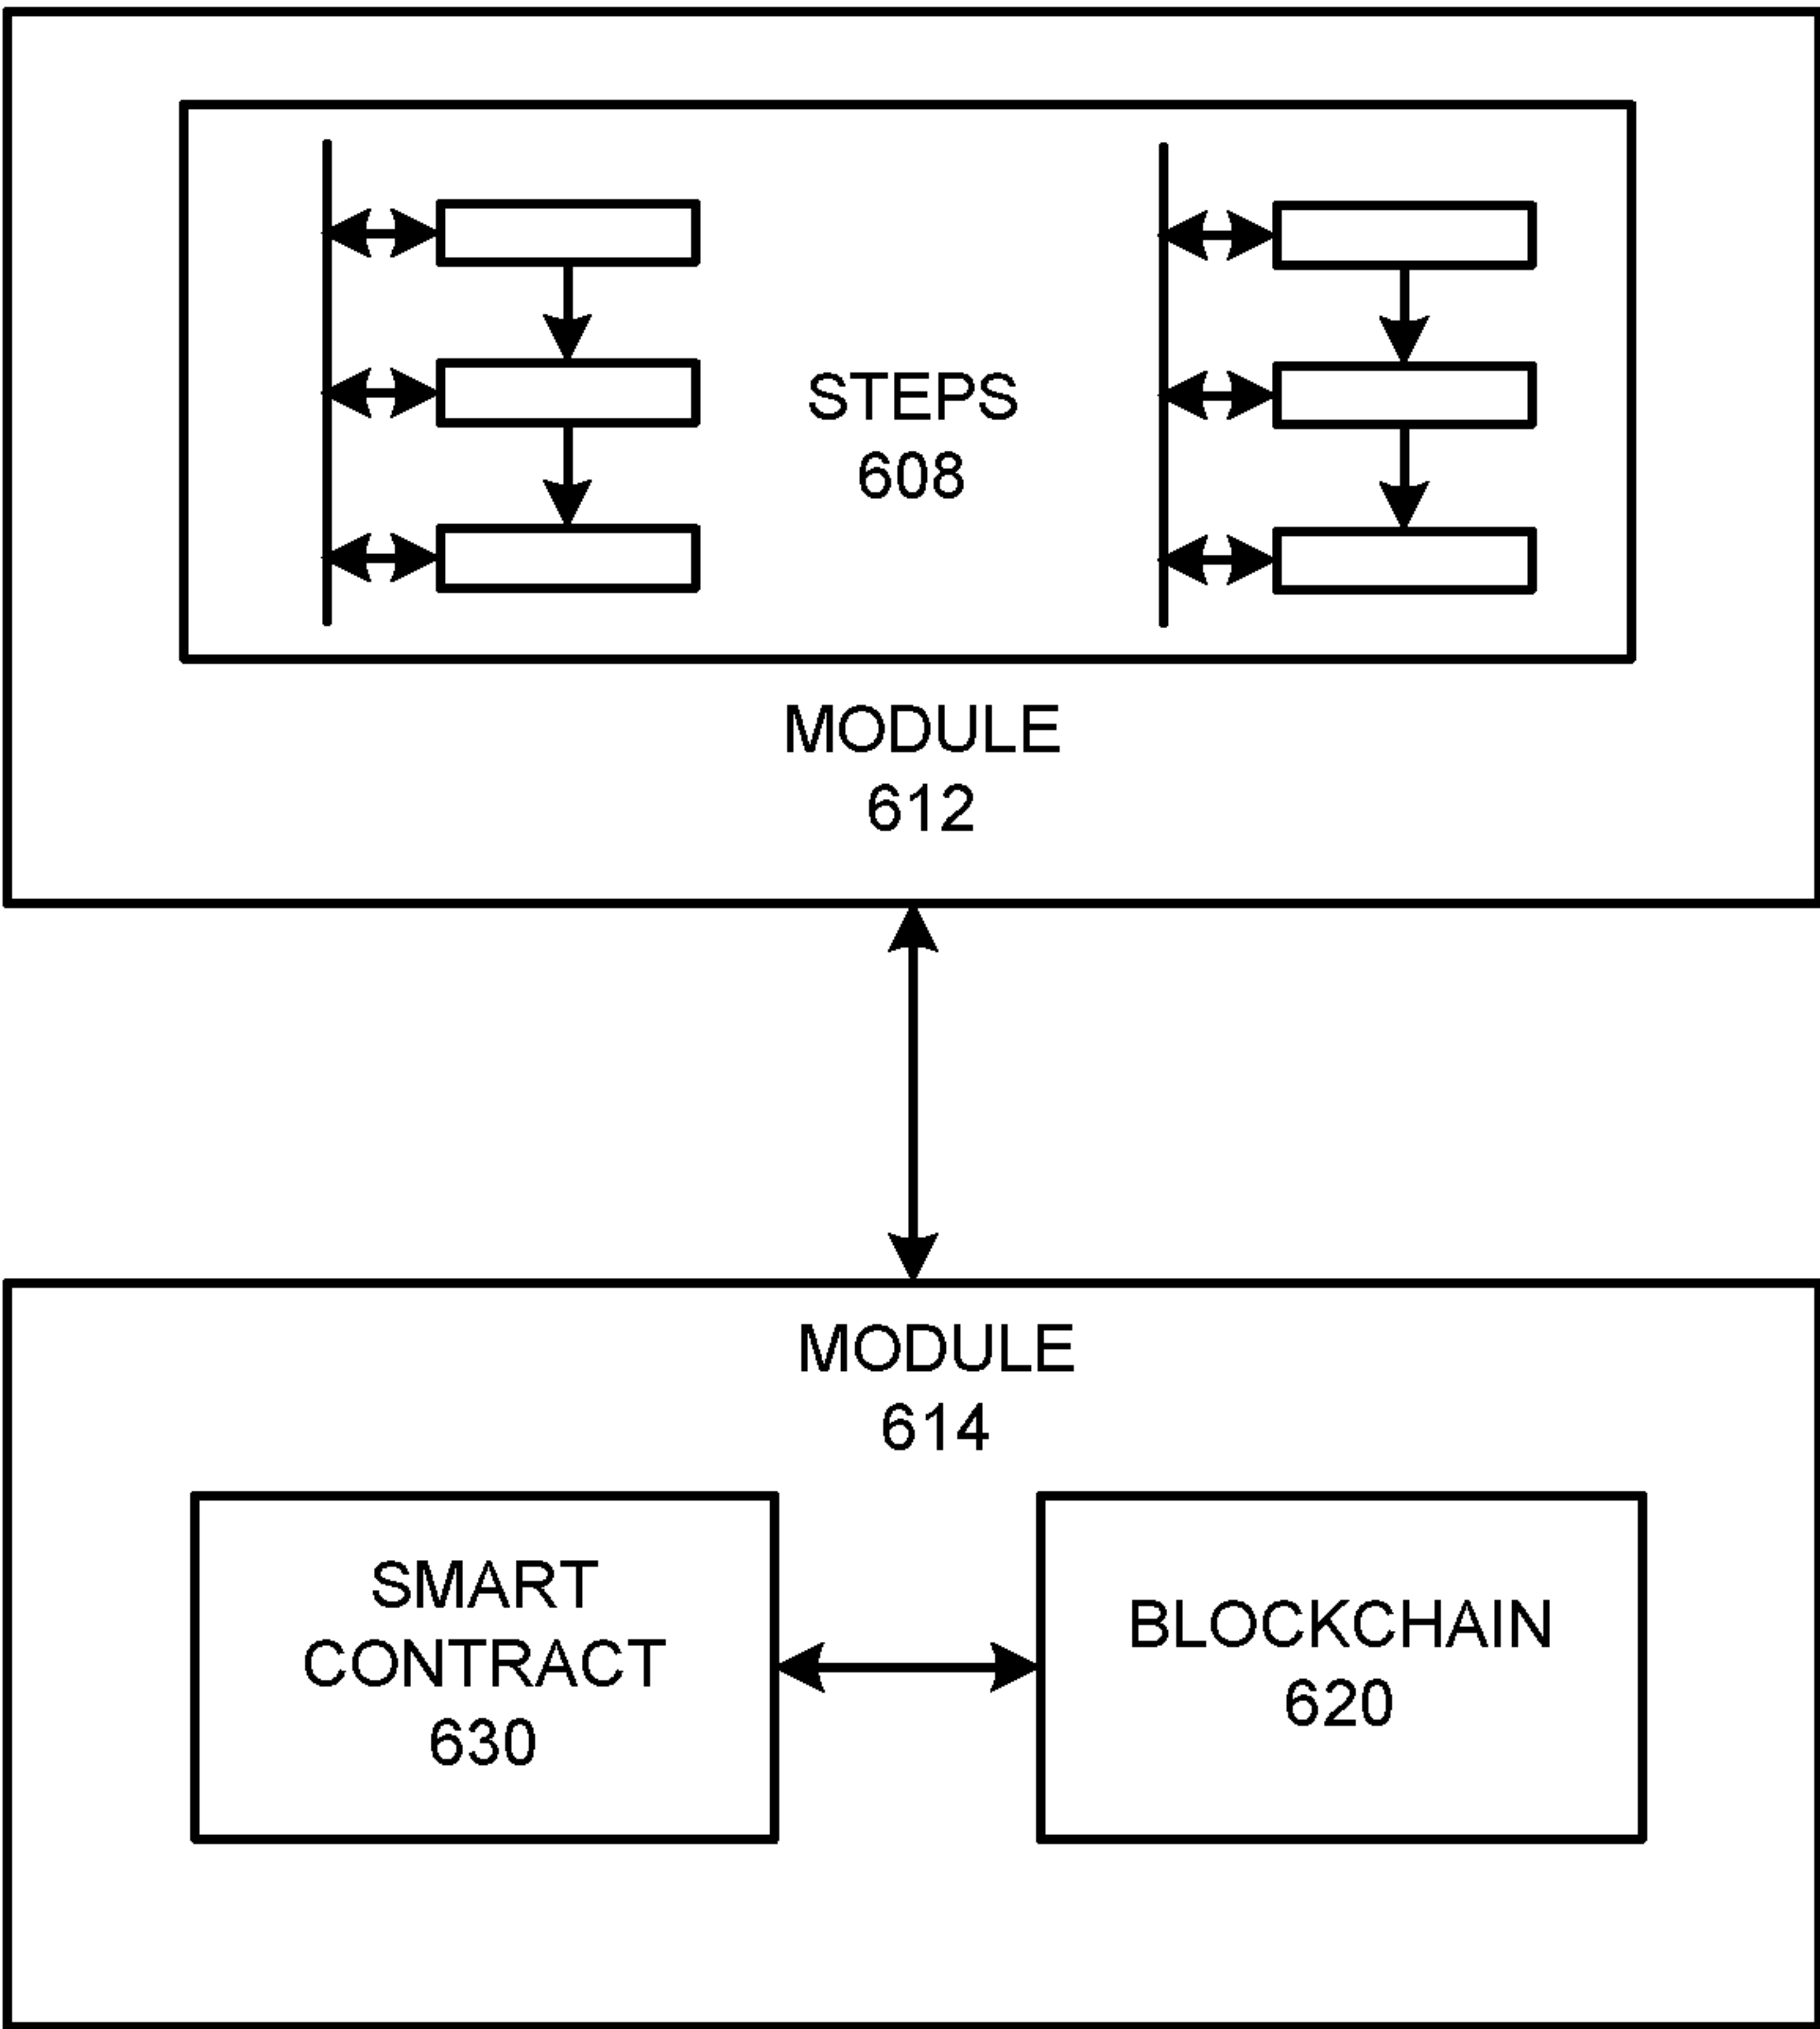 STEPS
608
MODULE
612
MODULE
614
SMART
CONTRACT
630
BLOCKCHAIN
620